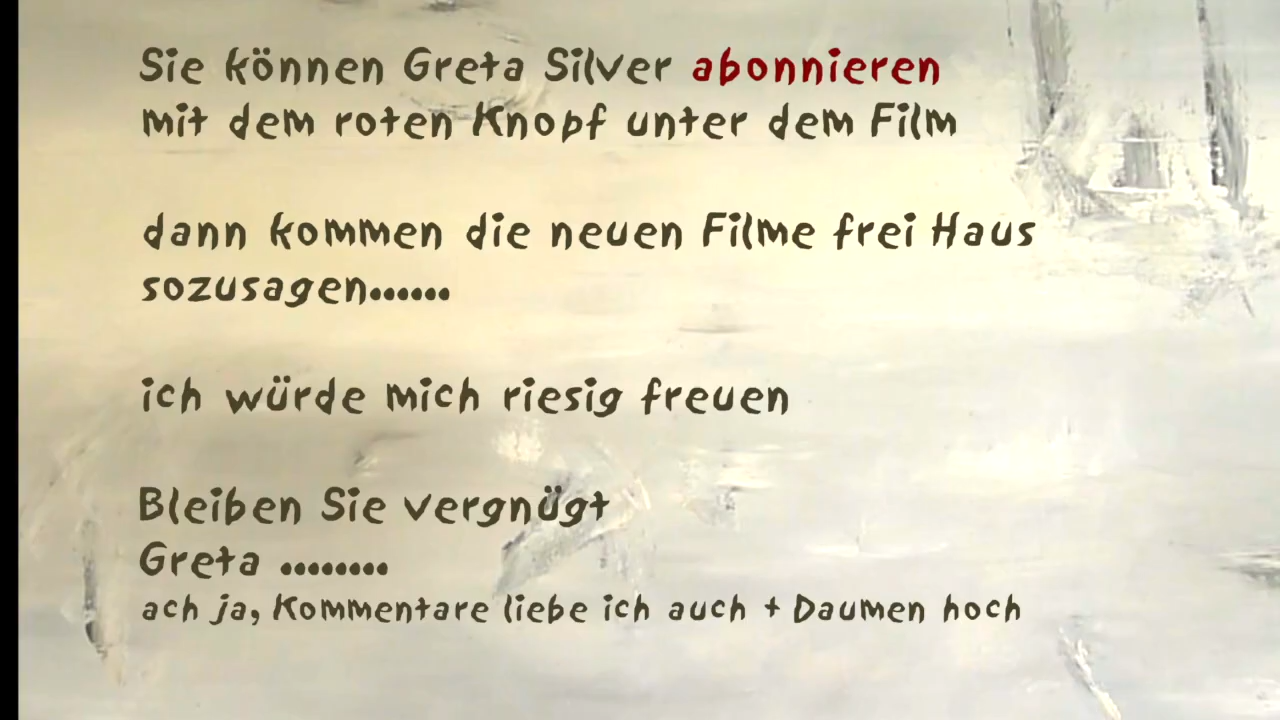 Sie können Greta Silver abonnieren
mit dem roten Knopf unter dem Film
dann kommen die neuen Filme frei Haus
sozusagen......
ich würde mich riesig freuen
Bleiben Sie vergnügt
Greta ........
ach ja, Kommentare liebe ich auch + Daumen hoch